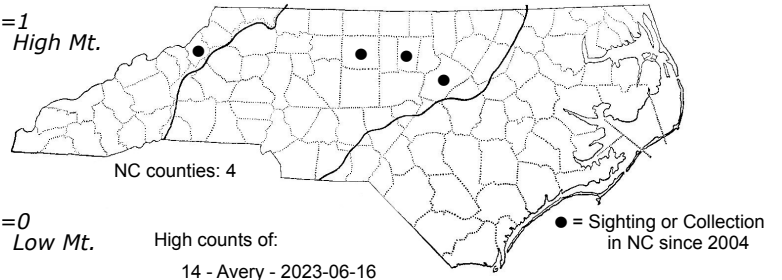 =1
High Mt.
NC counties: 4
=0
Low Mt.
High counts of:
14 - Avery - 2023-06-16
● = Sighting or Collection
in NC since 2004